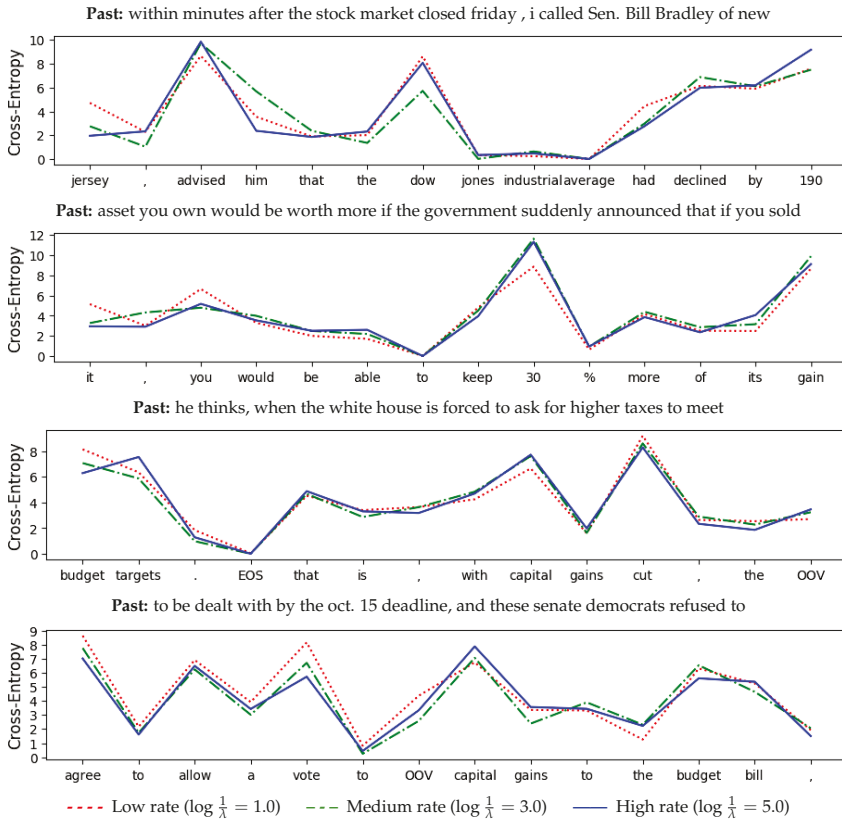 Past: within minutes after the stock market closed friday , i called Sen. Bill Bradley of new
Cross-Entropy
10
8
6
4
2
0
jersey , advised him that the dow jones industrial average had declined by 190
Past: asset you own would be worth more if the government suddenly announced that if you sold
Cross-Entropy
12
10
8
6
4
2
0
it , you would be able to keep 30 % more of its gain
Past: he thinks, when the white house is forced to ask for higher taxes to meet
Cross-Entropy
8
6
4
2
0
budget targets . EOS that is , with capital gains cut , the OOV
Past: to be dealt with by the oct. 15 deadline, and these senate democrats refused to
Cross-Entropy
9
8
7
6
5
4
3
2
1
0
agree to allow a vote to OOV capital gains to the budget bill ,
Low rate (log 1/λ = 1.0) Medium rate (log 1/λ = 3.0) High rate (log 1/λ = 5.0)